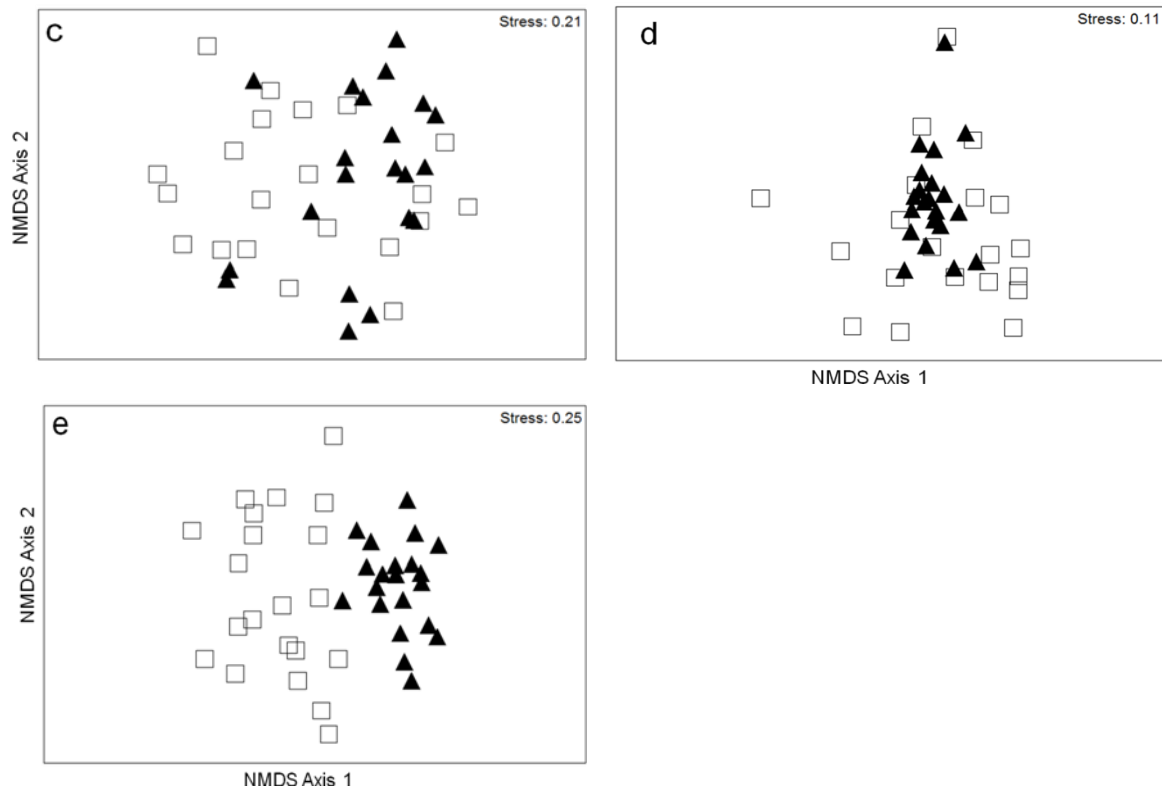 c
Stress: 0.21
NMDS Axis 2
d
Stress: 0.11
NMDS Axis 1
e
Stress: 0.25
NMDS Axis 2
NMDS Axis 1